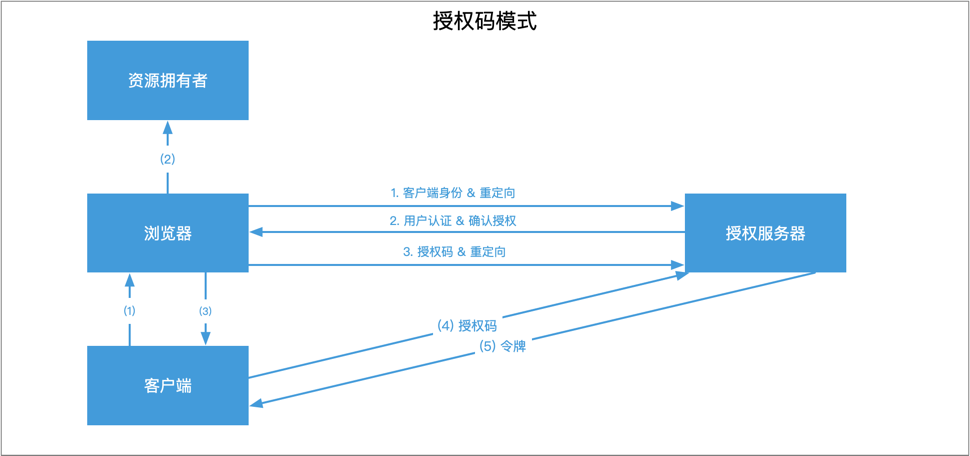 授权码模式
资源拥有者
(2)
1. 客户端身份 & 重定向
2. 用户认证 & 确认授权
浏览器
授权服务器
3. 授权码 & 重定向
(1)
(3)
(4) 授权码
(5) 令牌
客户端